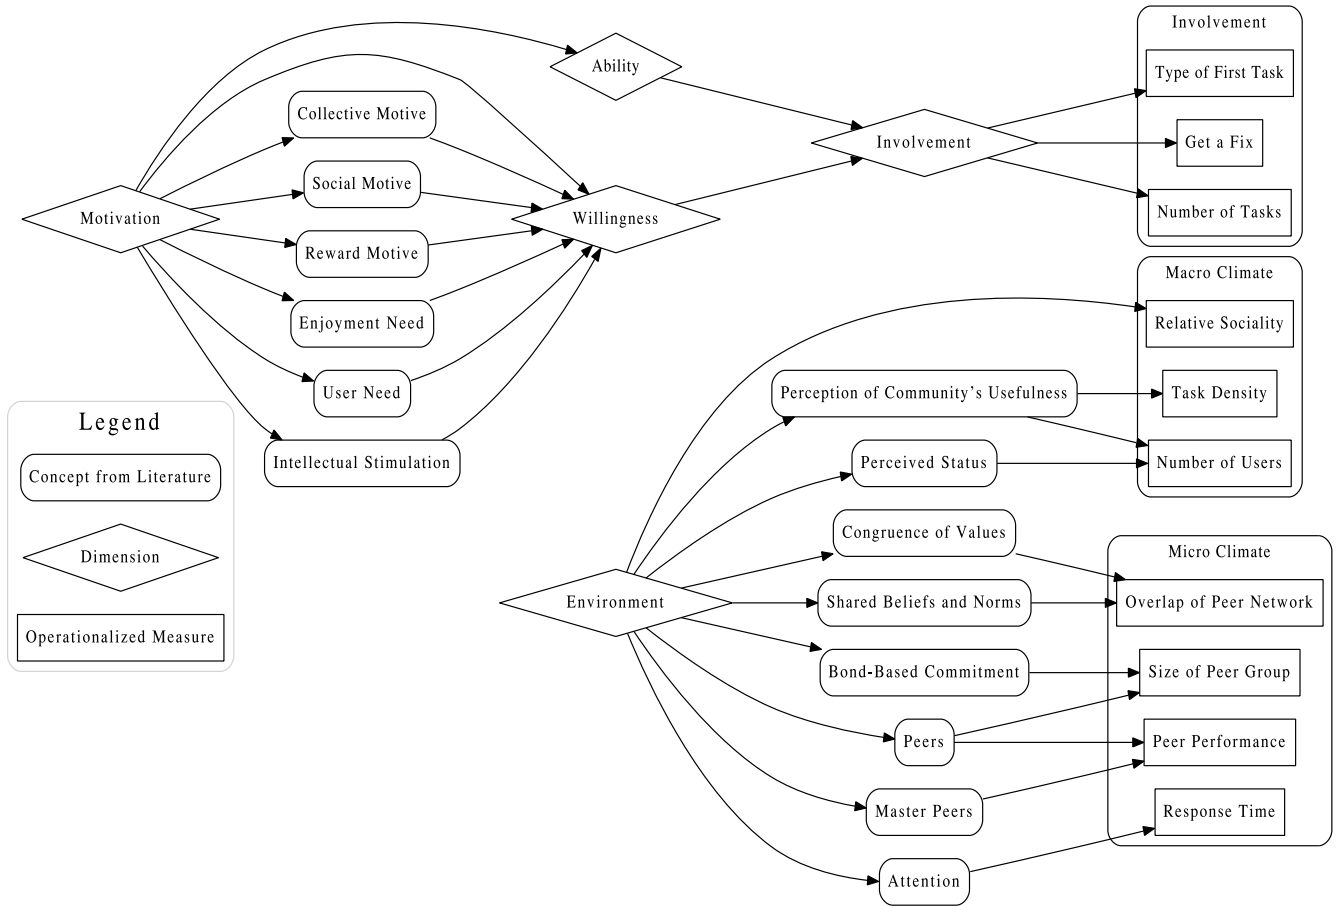 Motivation
Collective Motive
Social Motive
Reward Motive
Enjoyment Need
User Need
Intellectual Stimulation
Ability
Willingness
Involvement
Involvement
Type of First Task
Get a Fix
Number of Tasks
Macro Climate
Relative Sociality
Task Density
Number of Users
Perception of Community's Usefulness
Perceived Status
Congruence of Values
Environment
Shared Beliefs and Norms
Bond-Based Commitment
Peers
Master Peers
Attention
Micro Climate
Overlap of Peer Network
Size of Peer Group
Peer Performance
Response Time
Legend
Concept from Literature
Dimension
Operationalized Measure